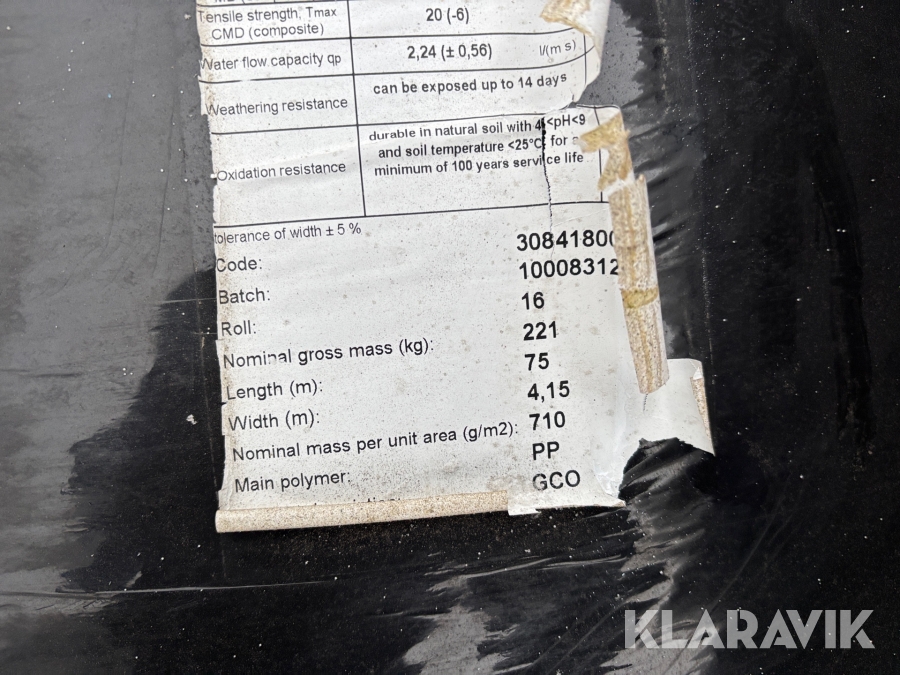 Tensile strength, Tmax 20 (-6)
CMD (composite)
Water flow capacity qp 2,24 (± 0,56) l/(m s)
Weathering resistance can be exposed up to 14 days
durable in natural soil with 4<pH<9
Oxidation resistance and soil temperature <25°C for a
minimum of 100 years service life
tolerance of width ± 5 %
Code: 3084180
Batch: 10008312
Roll: 16
Nominal gross mass (kg): 221
Length (m): 75
Width (m): 4,15
Nominal mass per unit area (g/m2): 710
Main polymer: PP
GCO
KLARAVIK